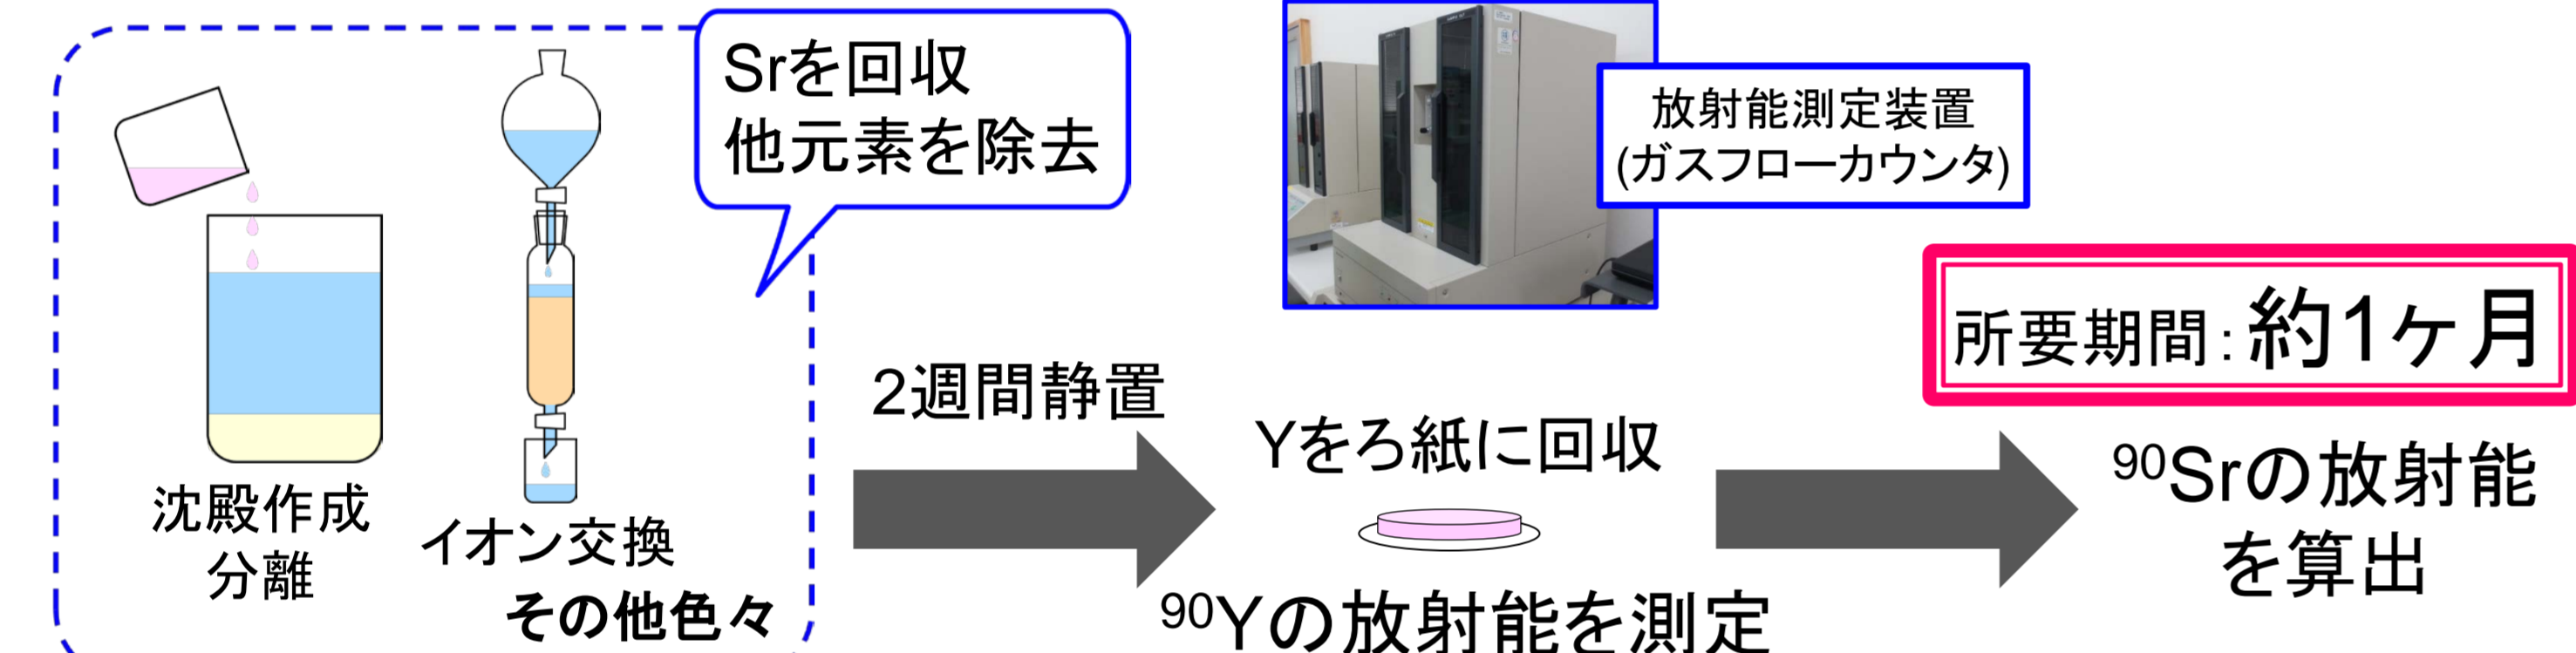 Srを回収
他元素を除去
沈殿作成
分離
イオン交換
その他色々
2週間静置
放射能測定装置
(ガスフローカウンタ)
Yをろ紙に回収
⁹⁰Yの放射能を測定
所要期間:約1ヶ月
⁹⁰Srの放射能
を算出